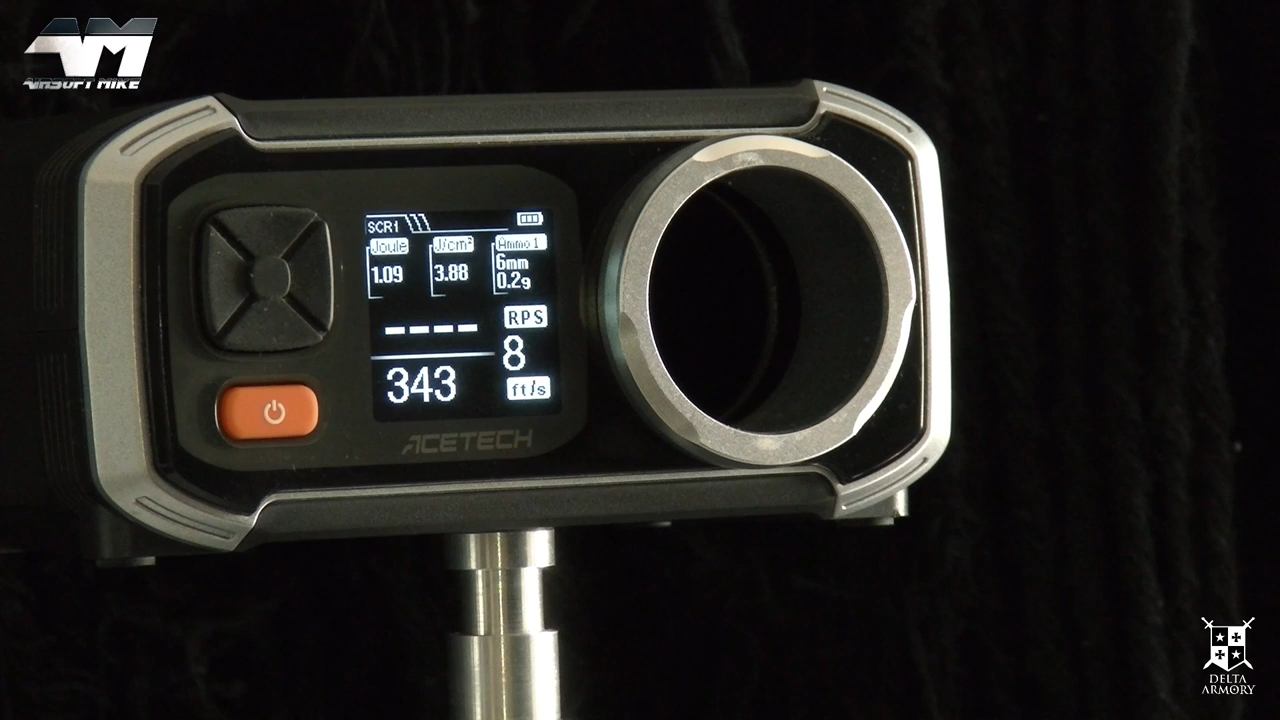 AM
AIRSOFT MIKE
SCR1
Joule
1.09
J/cm²
3.88
Ammo 1
6mm
0.2g
----
RPS
8
343
ft/s
ACETECH
DELTA
ARMORY